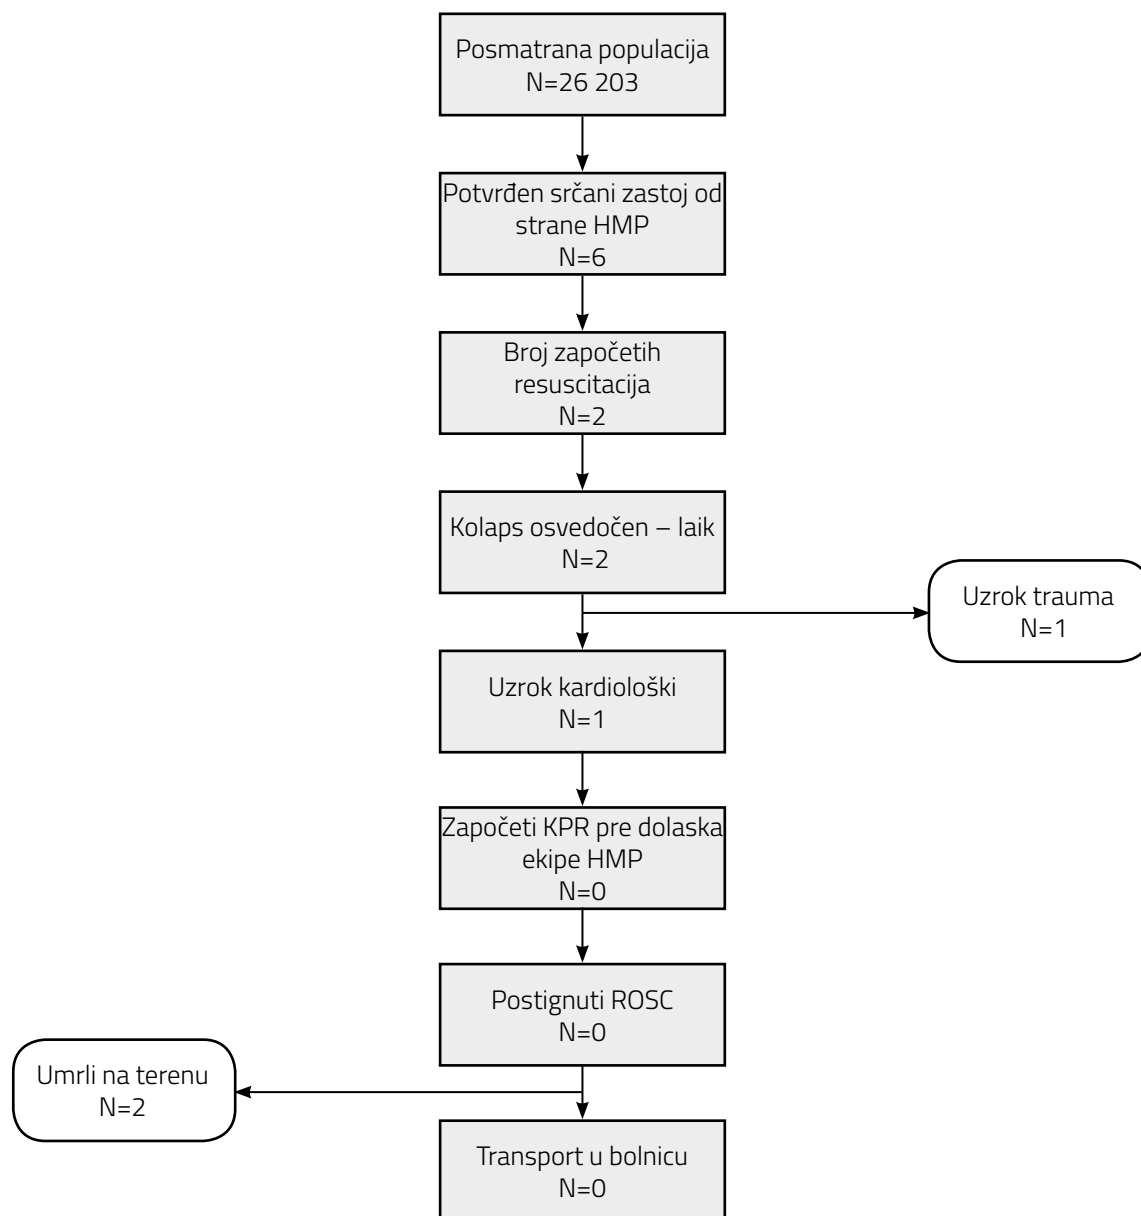 Posmatrana populacija
N=26 203
Potvrđen srčani zastoj od
strane HMP
N=6
Broj započetih
resuscitacija
N=2
Kolaps osvedočen – laik
N=2
Uzrok trauma
N=1
Uzrok kardiološki
N=1
Započeti KPR pre dolaska
ekipe HMP
N=0
Postignuti ROSC
N=0
Umrli na terenu
N=2
Transport u bolnicu
N=0